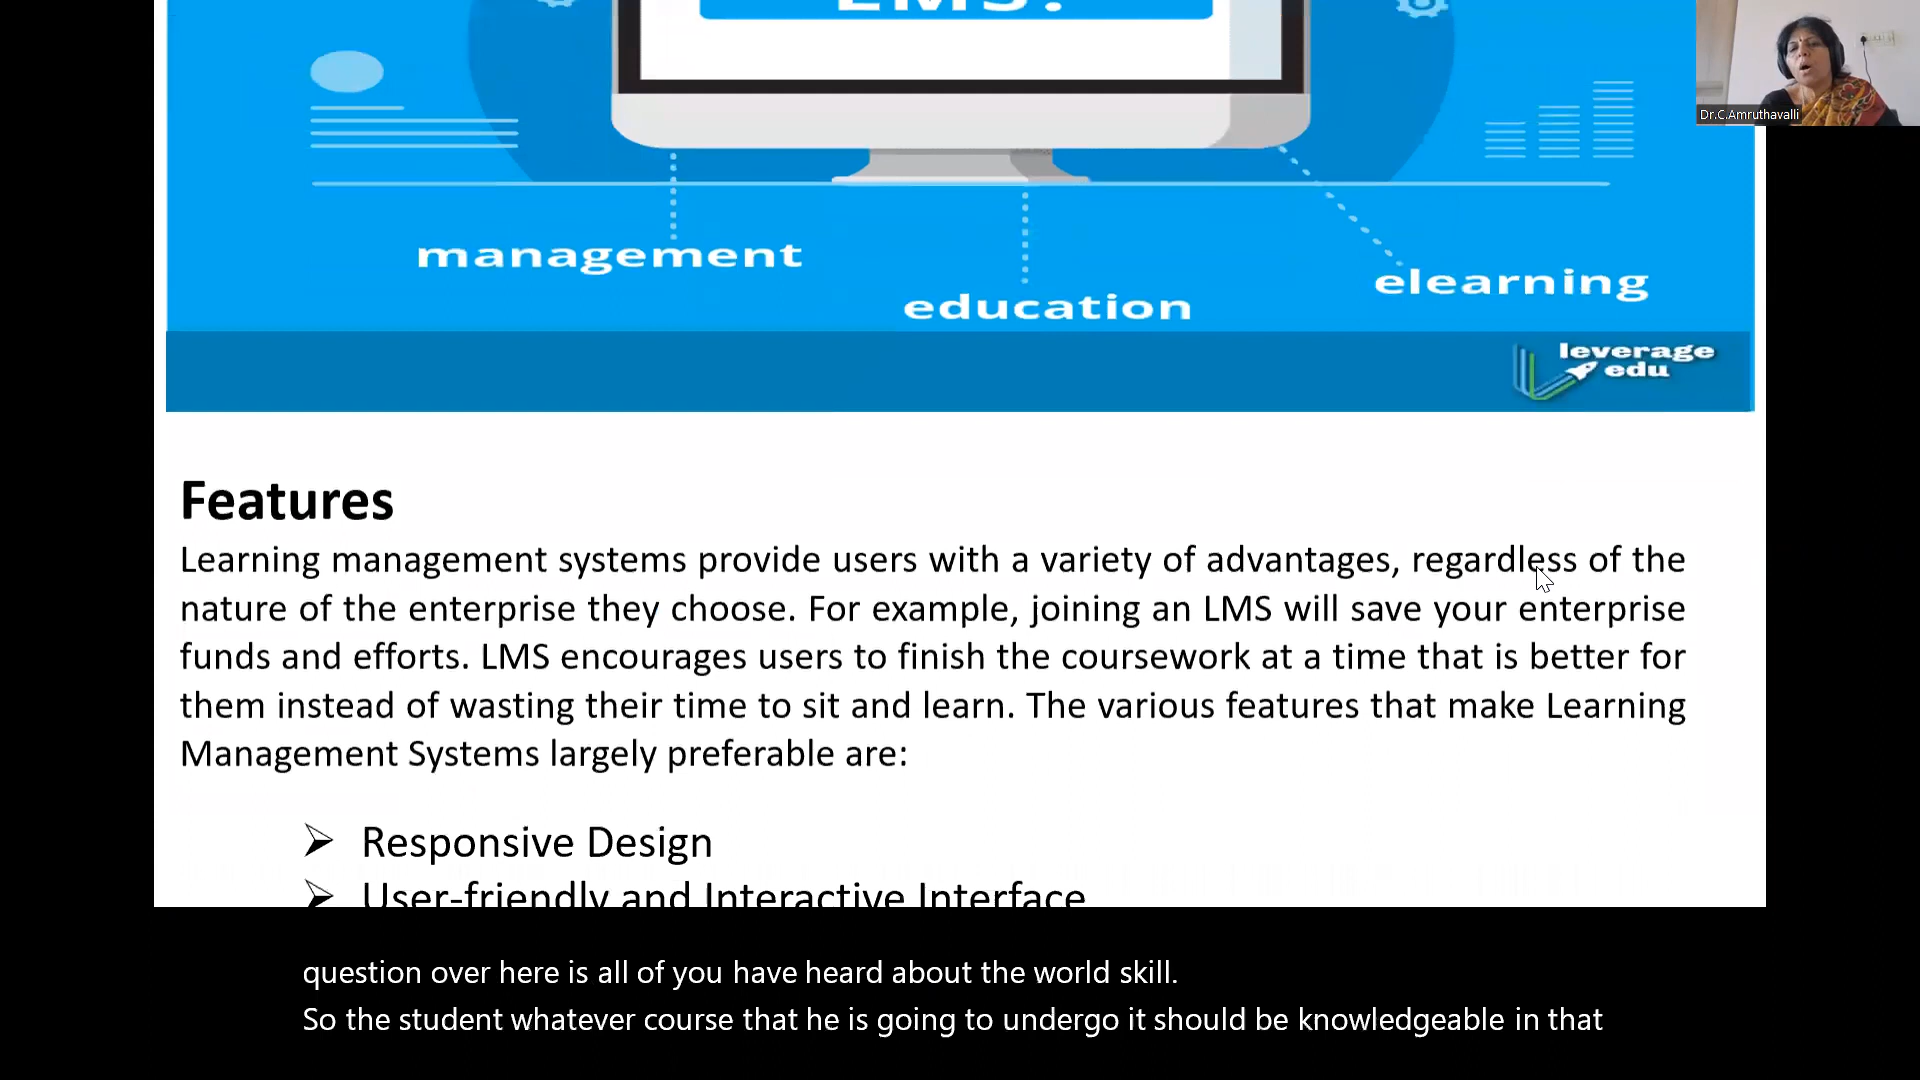 LMS?
Dr.C.Amruthavalli
management
elearning
education
leverage
edu
Features
Learning management systems provide users with a variety of advantages, regardless of the
nature of the enterprise they choose. For example, joining an LMS will save your enterprise
funds and efforts. LMS encourages users to finish the coursework at a time that is better for
them instead of wasting their time to sit and learn. The various features that make Learning
Management Systems largely preferable are:
➢ Responsive Design
➢ User-friendly and Interactive Interface
question over here is all of you have heard about the world skill.
So the student whatever course that he is going to undergo it should be knowledgeable in that